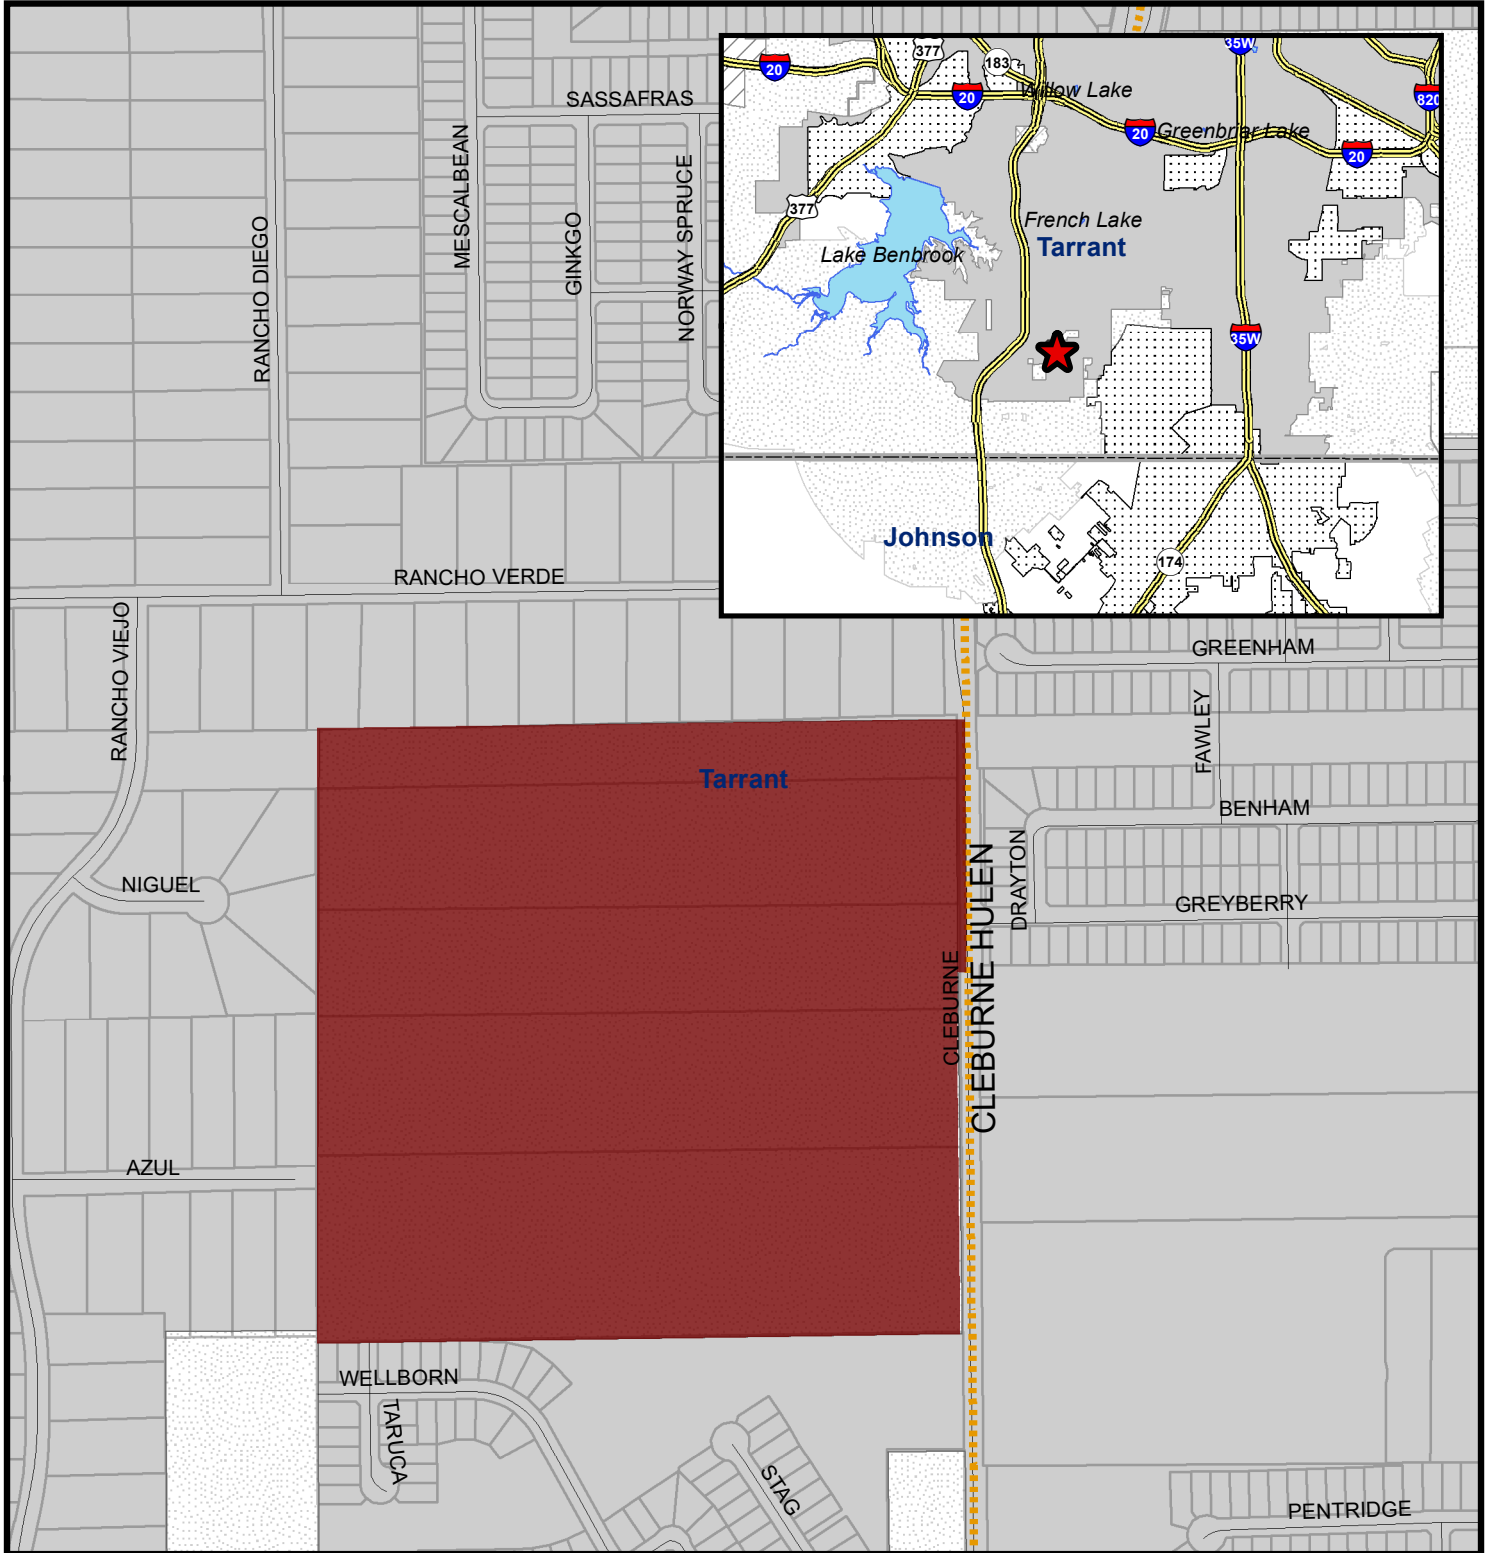 SASSAFRAS
MESCALBEAN
GINKGO
NORWAY SPRUCE
RANCHO DIEGO
RANCHO VERDE
RANCHO VIEJO
20
377
183
35W
20
Willow Lake
820
20
Greenbriar Lake
20
377
French Lake
Tarrant
Lake Benbrook
35W
Johnson
174
GREENHAM
FAWLEY
Tarrant
BENHAM
DRAYTON
NIGUEL
GREYBERRY
CLEBURNE
CLEBURNE HULEN
AZUL
WELLBORN
TARUCA
STAG
PENTRIDGE